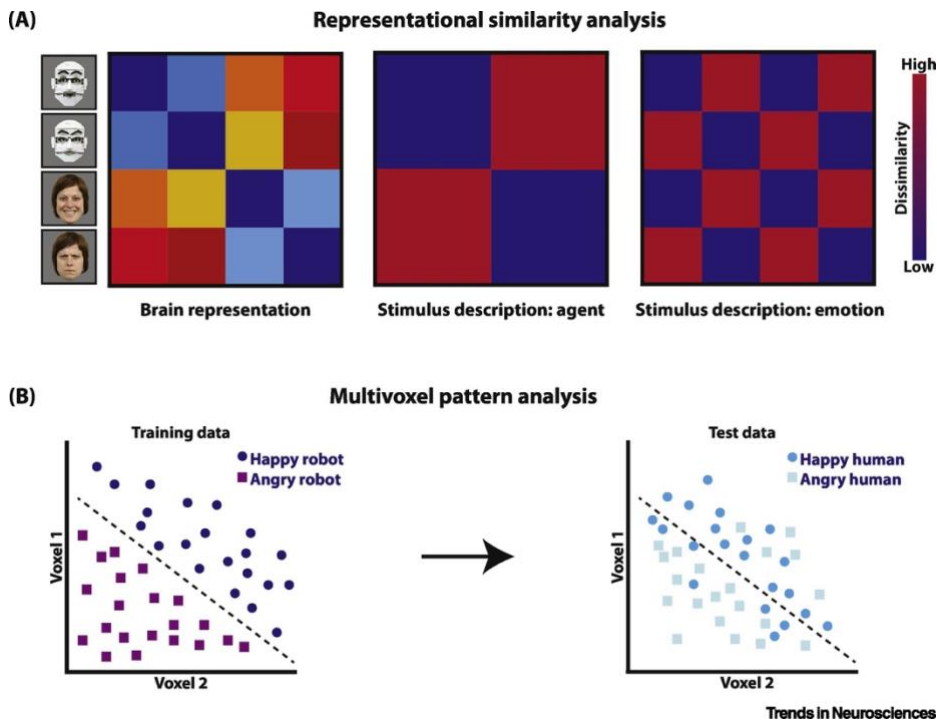 (A)
Representational similarity analysis
High
Dissimilarity
Low
Brain representation
Stimulus description: agent
Stimulus description: emotion
(B)
Multivoxel pattern analysis
Training data
Happy robot
Angry robot
Voxel 1
Voxel 2
Test data
Happy human
Angry human
Voxel 1
Voxel 2
Trends in Neurosciences